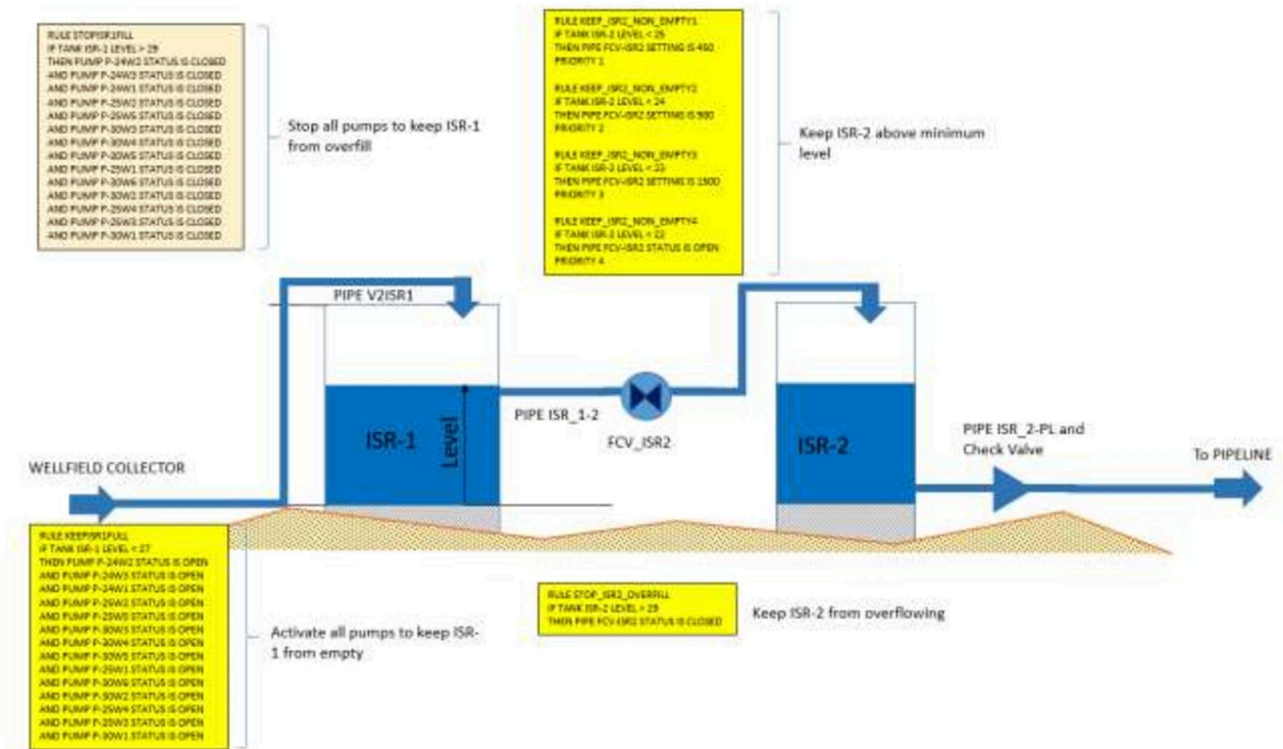 RULE STOPISR1FILL
IF TANK ISR-1 LEVEL > 29
THEN PUMP P-24W2 STATUS IS CLOSED
AND PUMP P-24W3 STATUS IS CLOSED
AND PUMP P-24W1 STATUS IS CLOSED
AND PUMP P-25W2 STATUS IS CLOSED
AND PUMP P-25W5 STATUS IS CLOSED
AND PUMP P-30W3 STATUS IS CLOSED
AND PUMP P-30W4 STATUS IS CLOSED
AND PUMP P-30W5 STATUS IS CLOSED
AND PUMP P-25W1 STATUS IS CLOSED
AND PUMP P-30W6 STATUS IS CLOSED
AND PUMP P-30W2 STATUS IS CLOSED
AND PUMP P-25W4 STATUS IS CLOSED
AND PUMP P-25W3 STATUS IS CLOSED
AND PUMP P-30W1 STATUS IS CLOSED
Stop all pumps to keep ISR-1
from overfill
RULE KEEP_ISR2_NON_EMPTY1
IF TANK ISR-2 LEVEL < 25
THEN PIPE FCV-ISR2 SETTING IS 450
PRIORITY 1
RULE KEEP_ISR2_NON_EMPTY2
IF TANK ISR-2 LEVEL < 24
THEN PIPE FCV-ISR2 SETTING IS 900
PRIORITY 2
RULE KEEP_ISR2_NON_EMPTY3
IF TANK ISR-2 LEVEL < 23
THEN PIPE FCV-ISR2 SETTING IS 1500
PRIORITY 3
RULE KEEP_ISR2_NON_EMPTY4
IF TANK ISR-2 LEVEL < 22
THEN PIPE FCV-ISR2 STATUS IS OPEN
PRIORITY 4
Keep ISR-2 above minimum
level
PIPE V2ISR1
ISR-1
Level
PIPE ISR_1-2
FCV_ISR2
ISR-2
PIPE ISR_2-PL and
Check Valve
To PIPELINE
WELLFIELD COLLECTOR
RULE KEEPISR1FULL
IF TANK ISR-1 LEVEL < 27
THEN PUMP P-24W2 STATUS IS OPEN
AND PUMP P-24W3 STATUS IS OPEN
AND PUMP P-24W1 STATUS IS OPEN
AND PUMP P-25W2 STATUS IS OPEN
AND PUMP P-25W5 STATUS IS OPEN
AND PUMP P-30W3 STATUS IS OPEN
AND PUMP P-30W4 STATUS IS OPEN
AND PUMP P-30W5 STATUS IS OPEN
AND PUMP P-25W1 STATUS IS OPEN
AND PUMP P-30W6 STATUS IS OPEN
AND PUMP P-30W2 STATUS IS OPEN
AND PUMP P-25W4 STATUS IS OPEN
AND PUMP P-25W3 STATUS IS OPEN
AND PUMP P-30W1 STATUS IS OPEN
Activate all pumps to keep ISR-
1 from empty
RULE STOP_ISR2_OVERFILL
IF TANK ISR-2 LEVEL > 29
THEN PIPE FCV-ISR2 STATUS IS CLOSED
Keep ISR-2 from overflowing